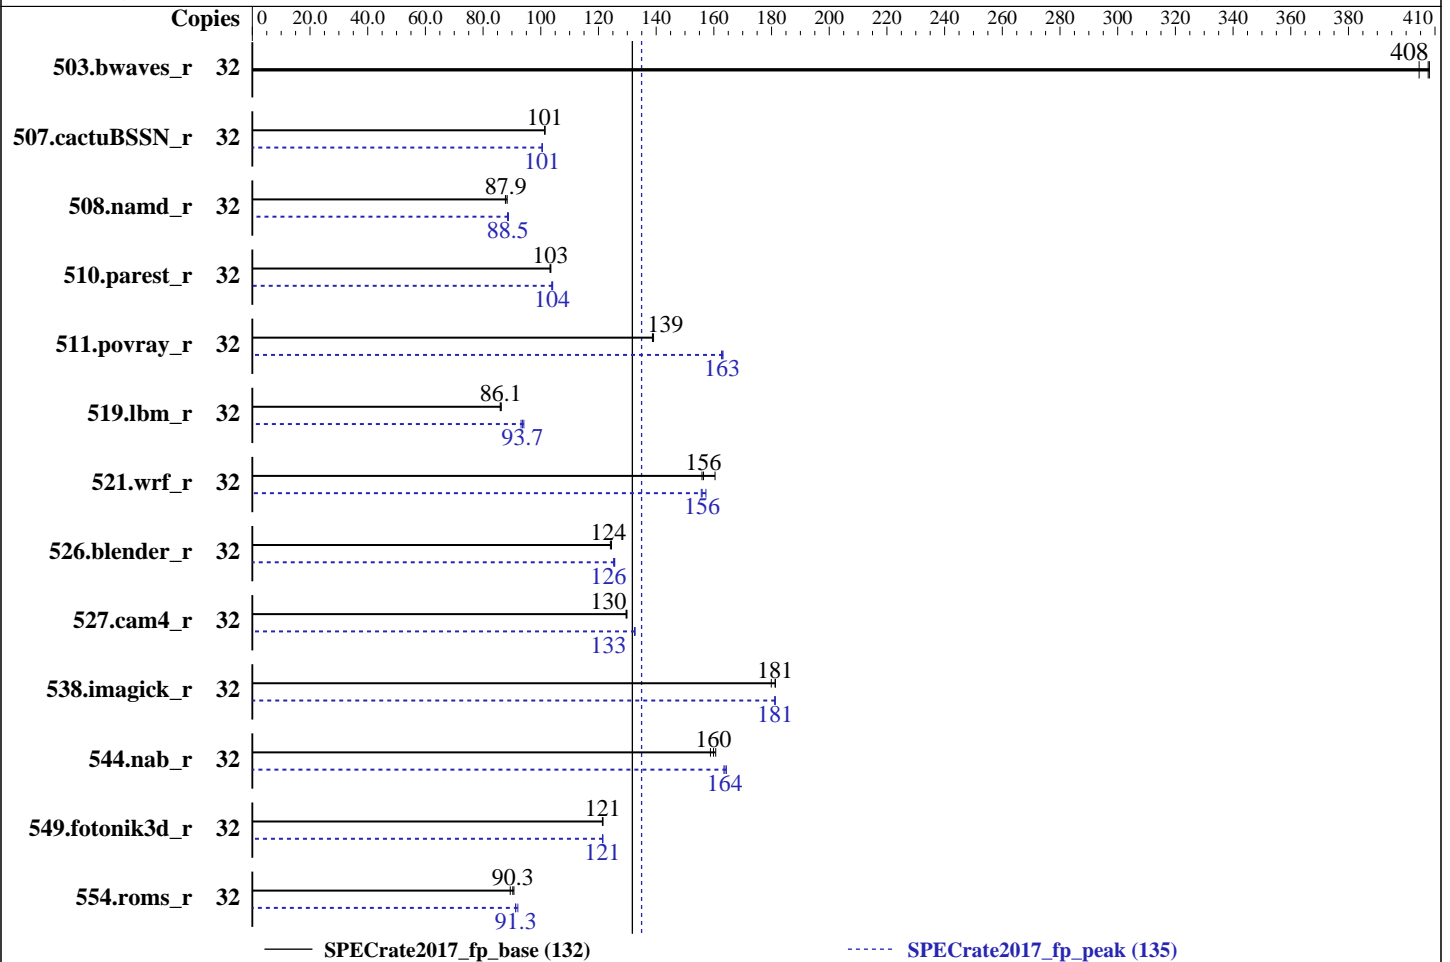 Copies 0 20.0 40.0 60.0 80.0 100 120 140 160 180 200 220 240 260 280 300 320 340 360 380 410
408
503.bwaves_r 32
101
507.cactuBSSN_r 32
101
87.9
508.namd_r 32
88.5
103
510.parest_r 32
104
139
511.povray_r 32
163
86.1
519.lbm_r 32
93.7
156
521.wrf_r 32
156
124
526.blender_r 32
126
130
527.cam4_r 32
133
181
538.imagick_r 32
181
160
544.nab_r 32
164
121
549.fotonik3d_r 32
121
90.3
554.roms_r 32
91.3
SPECrate2017_fp_base (132) SPECrate2017_fp_peak (135)